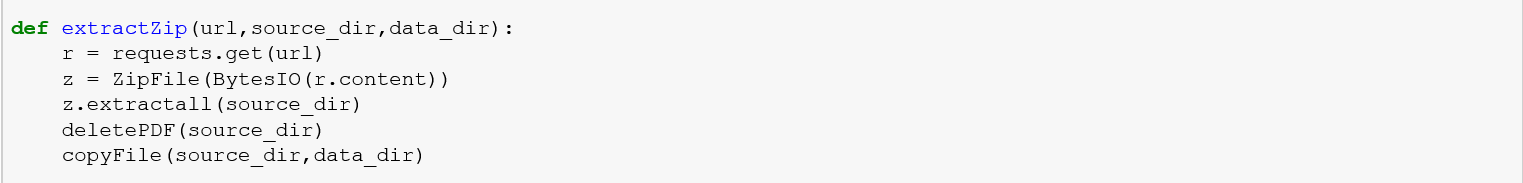 def extractZip(url,source_dir,data_dir):
    r = requests.get(url)
    z = ZipFile(BytesIO(r.content))
    z.extractall(source_dir)
    deletePDF(source_dir)
    copyFile(source_dir,data_dir)